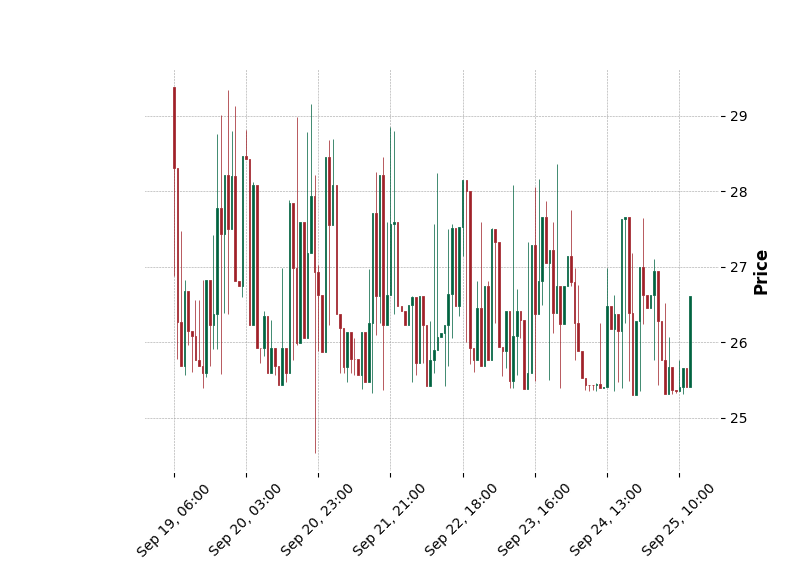 29
28
27
26
25
Price
Sep 19, 06:00
Sep 20, 03:00
Sep 20, 23:00
Sep 21, 21:00
Sep 22, 18:00
Sep 23, 16:00
Sep 24, 13:00
Sep 25, 10:00